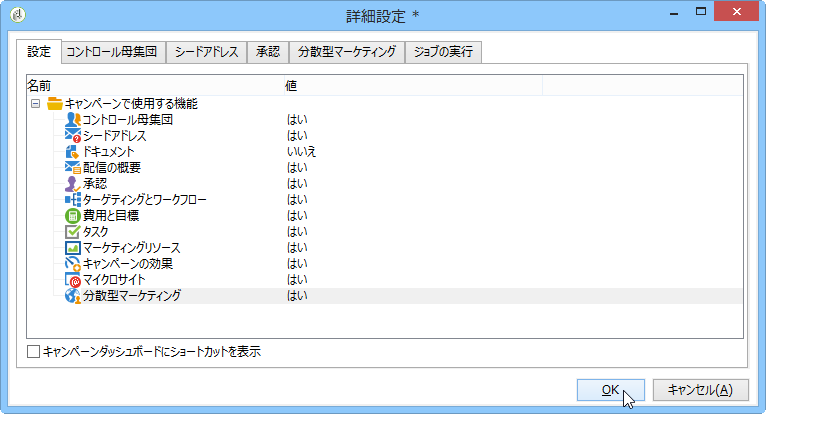 詳細設定 *
設定 コントロール母集団 シードアドレス 承認 分散型マーケティング ジョブの実行
名前 値
キャンペーンで使用する機能
コントロール母集団 はい
シードアドレス はい
ドキュメント いいえ
配信の概要 はい
承認 はい
ターゲティングとワークフロー はい
費用と目標 はい
タスク はい
マーケティングリソース はい
キャンペーンの効果 はい
マイクロサイト はい
分散型マーケティング はい
キャンペーンダッシュボードにショートカットを表示
OK キャンセル(A)